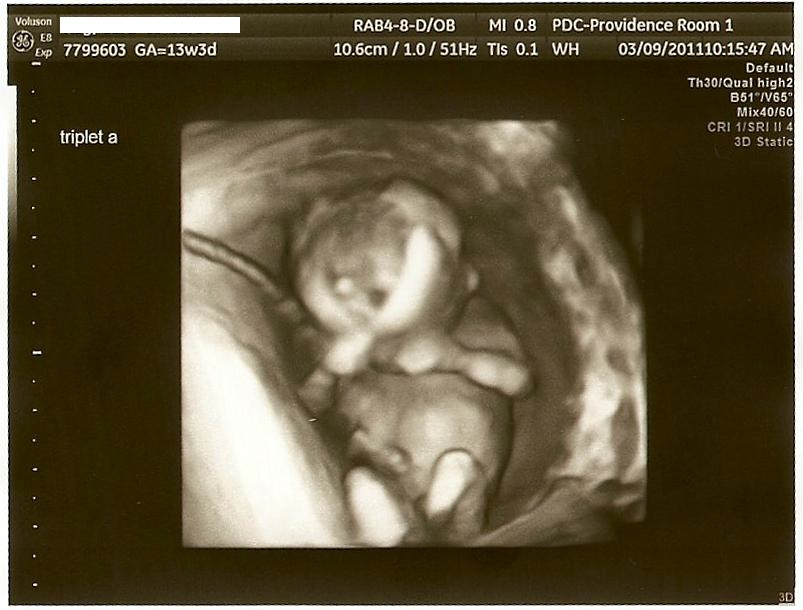 Voluson
E8
Exp
RAB4-8-D/OB MI 0.8 PDC-Providence Room 1
7799603 GA=13w3d 10.6cm / 1.0 / 51Hz TIs 0.1 WH 03/09/201110:15:47 AM
Default
Th30/Qual high2
B51°/V65°
Mix40/60
CRI 1/SRI II 4
3D Static
triplet a
3D